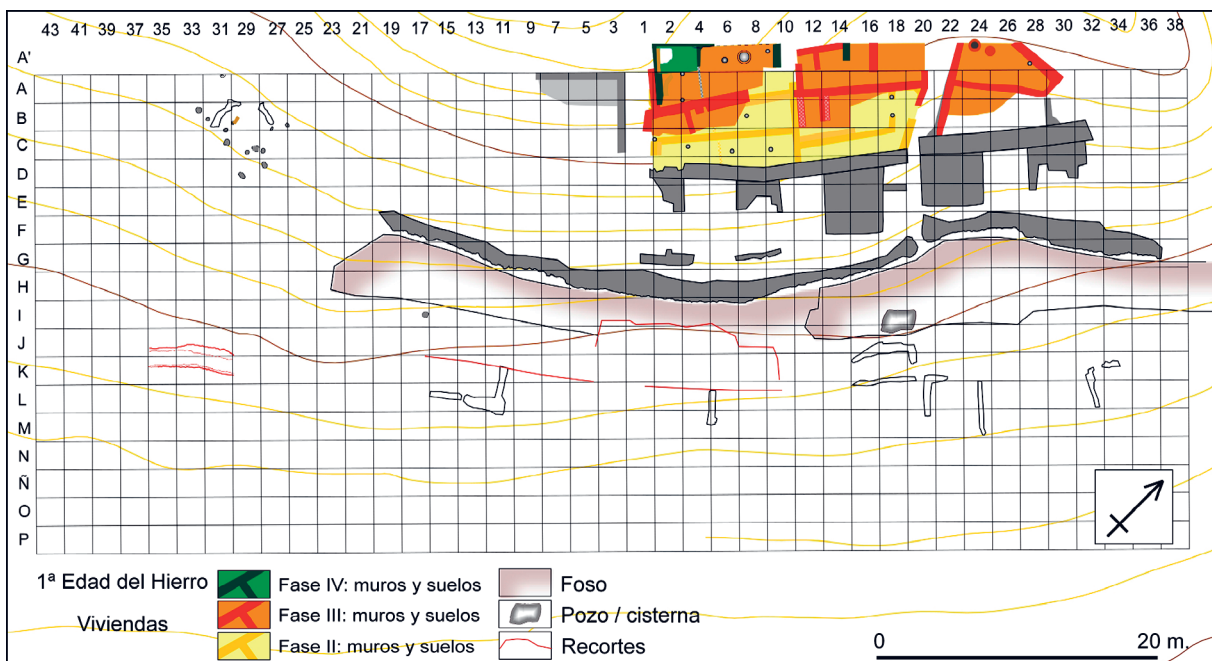 43 41 39 37 35 33 31 29 27 25 23 21 19 17 15 13 11 9 7 5 3 1 2 4 6 8 10 12 14 16 18 20 22 24 26 28 30 32 34 36 38
A'
A
B
C
D
E
F
G
H
I
J
K
L
M
N
Ñ
O
P
1ª Edad del Hierro
Viviendas
Fase IV: muros y suelos
Fase III: muros y suelos
Fase II: muros y suelos
Foso
Pozo / cisterna
Recortes
0 20 m.